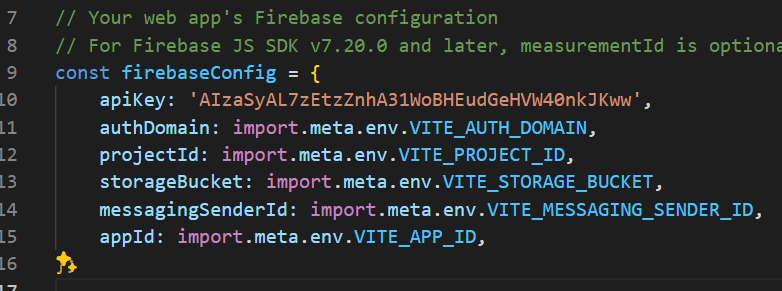 7 // Your web app's Firebase configuration
8 // For Firebase JS SDK v7.20.0 and later, measurementId is optiona
9 const firebaseConfig = {
10 apiKey: 'AIzaSyAL7zEtzZnhA31WoBHEudGeHVW40nkJKww',
11 authDomain: import.meta.env.VITE_AUTH_DOMAIN,
12 projectId: import.meta.env.VITE_PROJECT_ID,
13 storageBucket: import.meta.env.VITE_STORAGE_BUCKET,
14 messagingSenderId: import.meta.env.VITE_MESSAGING_SENDER_ID,
15 appId: import.meta.env.VITE_APP_ID,
16 };
17